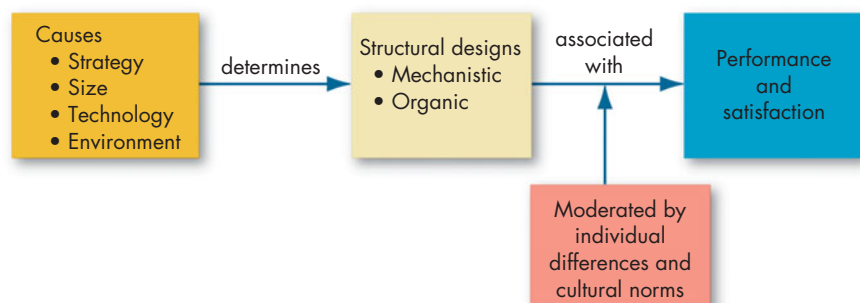 Causes
• Strategy
• Size
• Technology
• Environment
determines
Structural designs
• Mechanistic
• Organic
associated
with
Performance
and
satisfaction
Moderated by
individual
differences and
cultural norms